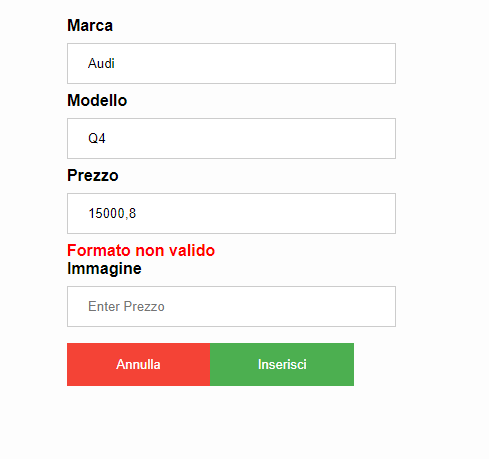 Marca
Audi
Modello
Q4
Prezzo
15000,8
Formato non valido
Immagine
Enter Prezzo
Annulla Inserisci